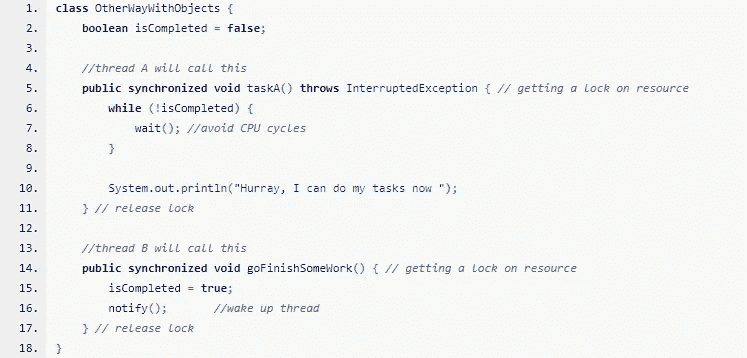 1. class OtherWayWithObjects {
2.     boolean isCompleted = false;
3.
4.     //thread A will call this
5.     public synchronized void taskA() throws InterruptedException { // getting a lock on resource
6.         while (!isCompleted) {
7.             wait(); //avoid CPU cycles
8.         }
9.
10.         System.out.println("Hurray, I can do my tasks now ");
11.     } // release lock
12.
13.     //thread B will call this
14.     public synchronized void goFinishSomeWork() { // getting a lock on resource
15.         isCompleted = true;
16.         notify();       //wake up thread
17.     } // release lock
18. }